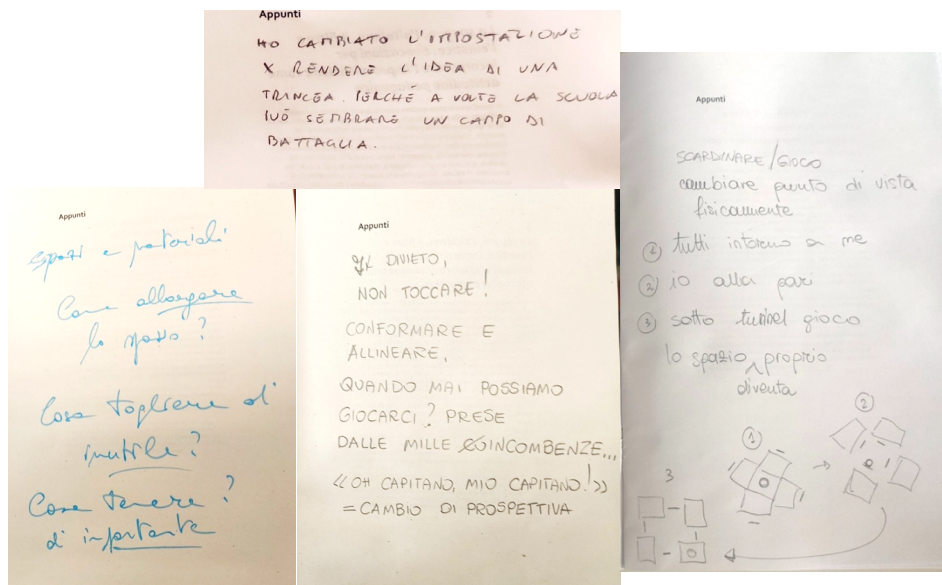 Appunti
HO CAMBIATO L'IMPOSTAZIONE
X RENDERE L'IDEA DI UNA
TRINCEA. PERCHÉ A VOLTE LA SCUOLA
PUÒ SEMBRARE UN CAMPO DI
BATTAGLIA.
Appunti
spazi e materiali
Come allargare
lo spazio?
Cosa togliere di
inutile?
Cosa tenere?
di importante
Appunti
DIVIETO,
NON TOCCARE!
CONFORMARE E
ALLINEARE,
QUANDO MAI POSSIAMO
GIOCARCI? PRESE
DALLE MILLE INCOMBENZE...
<<OH CAPITANO, MIO CAPITANO!>>
= CAMBIO DI PROSPETTIVA
Appunti
SCARDINARE/GIOCO
cambiare punto di vista
fisicamente
1 tutti intorno a me
2 io alla pari
3 sotto tunnel gioco
lo spazio diventa proprio
1
2
3